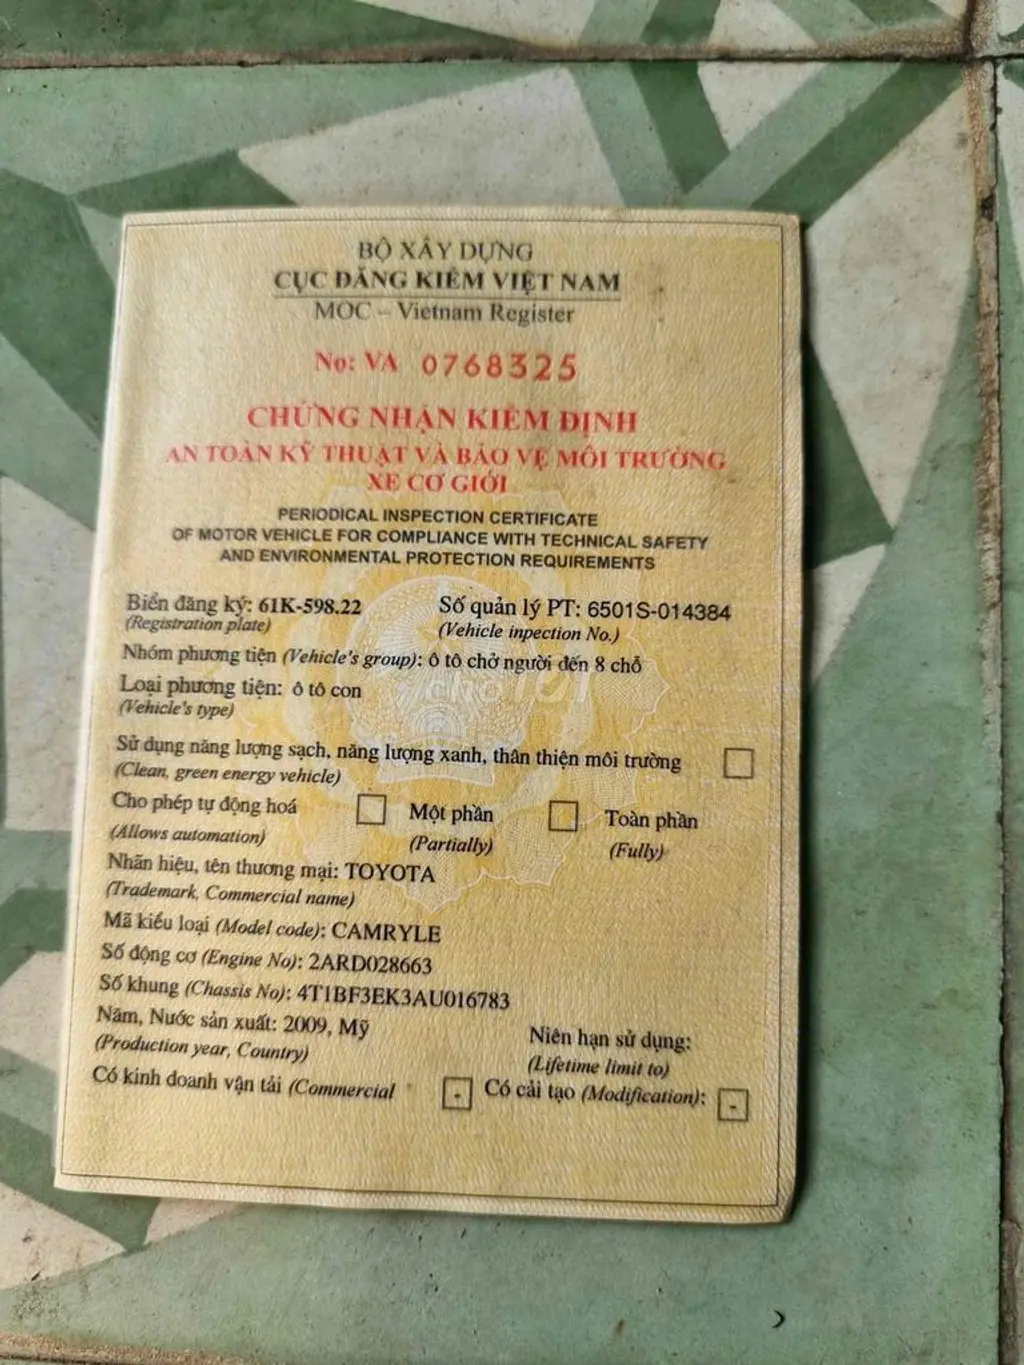 BỘ XÂY DỰNG
CỤC ĐĂNG KIỂM VIỆT NAM
MOC – Vietnam Register
No: VA 0768325
CHỨNG NHẬN KIỂM ĐỊNH
AN TOÀN KỸ THUẬT VÀ BẢO VỆ MÔI TRƯỜNG
XE CƠ GIỚI
PERIODICAL INSPECTION CERTIFICATE
OF MOTOR VEHICLE FOR COMPLIANCE WITH TECHNICAL SAFETY
AND ENVIRONMENTAL PROTECTION REQUIREMENTS
Biển đăng ký: 61K-598.22 Số quản lý PT: 6501S-014384
(Registration plate) (Vehicle inpection No.)
Nhóm phương tiện (Vehicle's group): ô tô chở người đến 8 chỗ
Loại phương tiện: ô tô con
(Vehicle's type)
Sử dụng năng lượng sạch, năng lượng xanh, thân thiện môi trường
(Clean, green energy vehicle)
Cho phép tự động hoá Một phần Toàn phần
(Allows automation) (Partially) (Fully)
Nhãn hiệu, tên thương mại: TOYOTA
(Trademark, Commercial name)
Mã kiểu loại (Model code): CAMRYLE
Số động cơ (Engine No): 2ARD028663
Số khung (Chassis No): 4T1BF3EK3AU016783
Năm, Nước sản xuất: 2009, Mỹ Niên hạn sử dụng:
(Production year, Country) (Lifetime limit to)
Có kinh doanh vận tải (Commercial - Có cải tạo (Modification): -